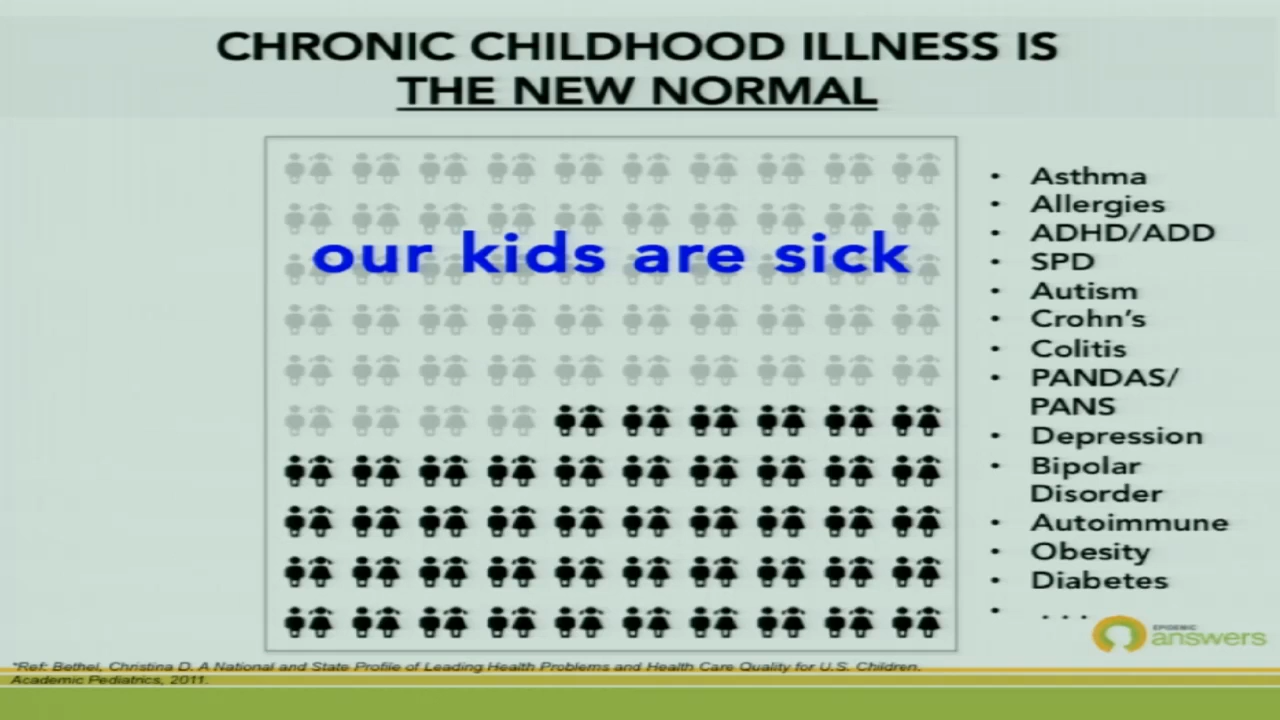 CHRONIC CHILDHOOD ILLNESS IS
THE NEW NORMAL
our kids are sick
• Asthma
• Allergies
• ADHD/ADD
• SPD
• Autism
• Crohn's
• Colitis
• PANDAS/
PANS
• Depression
• Bipolar
Disorder
• Autoimmune
• Obesity
• Diabetes
• ...
EPIDEMIC
answers
*Ref: Bethel, Christina D. A National and State Profile of Leading Health Problems and Health Care Quality for U.S. Children.
Academic Pediatrics, 2011.